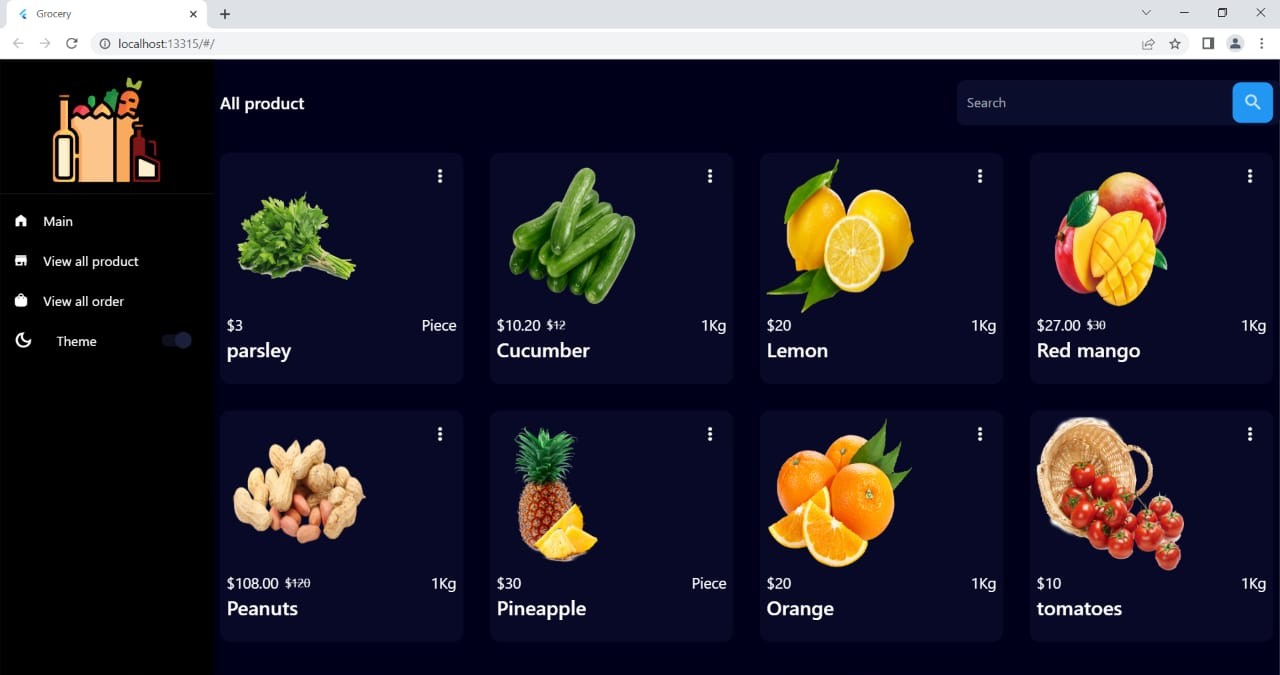 Grocery
localhost:13315/#/
All product
Search
Main
View all product
View all order
Theme
$3 Piece
parsley
$10.20 $12 1Kg
Cucumber
$20 1Kg
Lemon
$27.00 $30 1Kg
Red mango
$108.00 $120 1Kg
Peanuts
$30 Piece
Pineapple
$20 1Kg
Orange
$10 1Kg
tomatoes